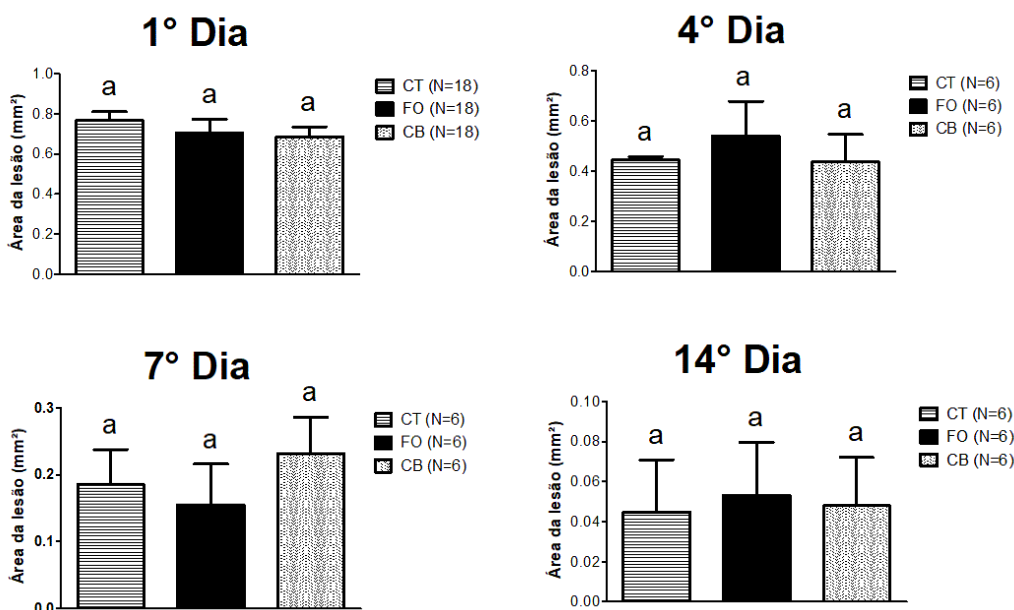 1° Dia
Área da lesão (mm²)
1.0
0.8
0.6
0.4
0.2
0.0
a
a
a
CT (N=18)
FO (N=18)
CB (N=18)
4° Dia
Área da lesão (mm²)
0.8
0.6
0.4
0.2
0.0
a
a
a
CT (N=6)
FO (N=6)
CB (N=6)
7° Dia
Área da lesão (mm²)
0.3
0.2
0.1
0.0
a
a
a
CT (N=6)
FO (N=6)
CB (N=6)
14° Dia
Área da lesão (mm²)
0.10
0.08
0.06
0.04
0.02
0.00
a
a
a
CT (N=6)
FO (N=6)
CB (N=6)